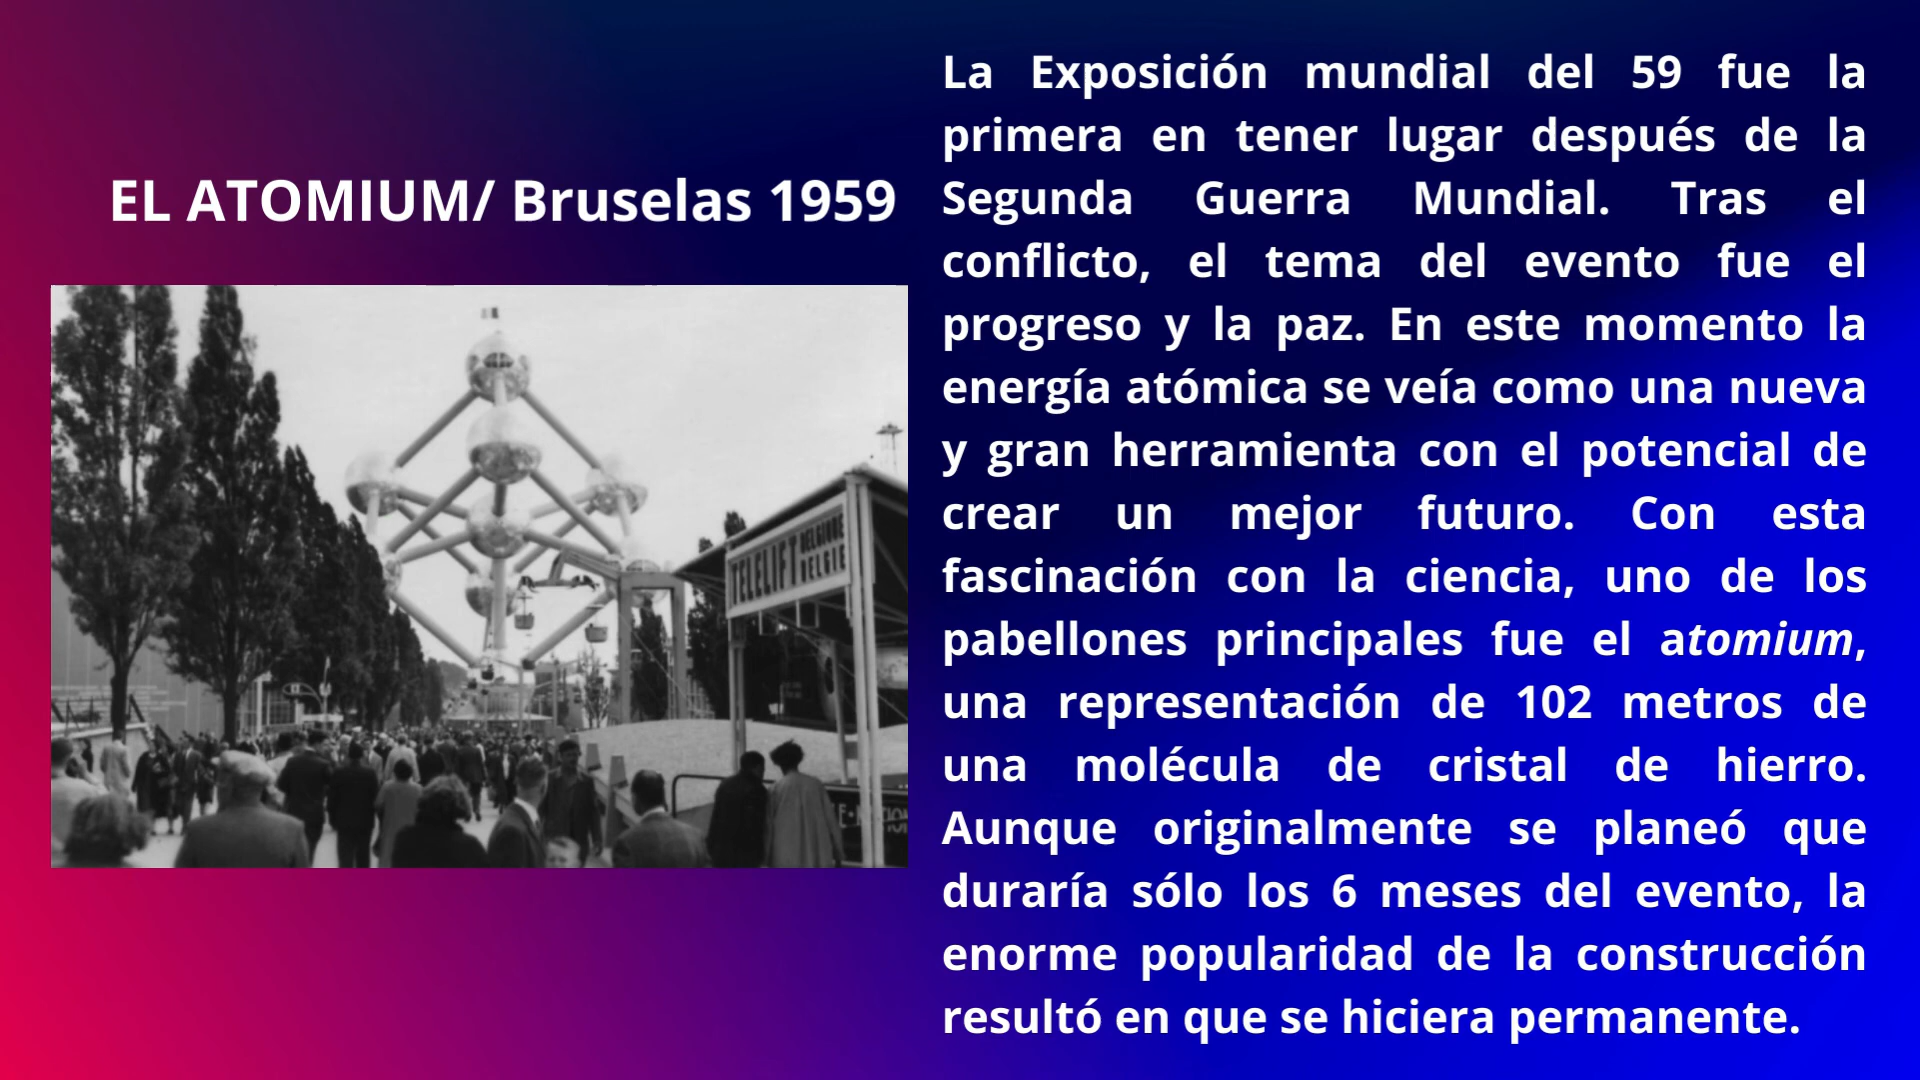 EL ATOMIUM/ Bruselas 1959
TELELIFT BELGIQUE
BELGIE
La Exposición mundial del 59 fue la
primera en tener lugar después de la
Segunda Guerra Mundial. Tras el
conflicto, el tema del evento fue el
progreso y la paz. En este momento la
energía atómica se veía como una nueva
y gran herramienta con el potencial de
crear un mejor futuro. Con esta
fascinación con la ciencia, uno de los
pabellones principales fue el atomium,
una representación de 102 metros de
una molécula de cristal de hierro.
Aunque originalmente se planeó que
duraría sólo los 6 meses del evento, la
enorme popularidad de la construcción
resultó en que se hiciera permanente.